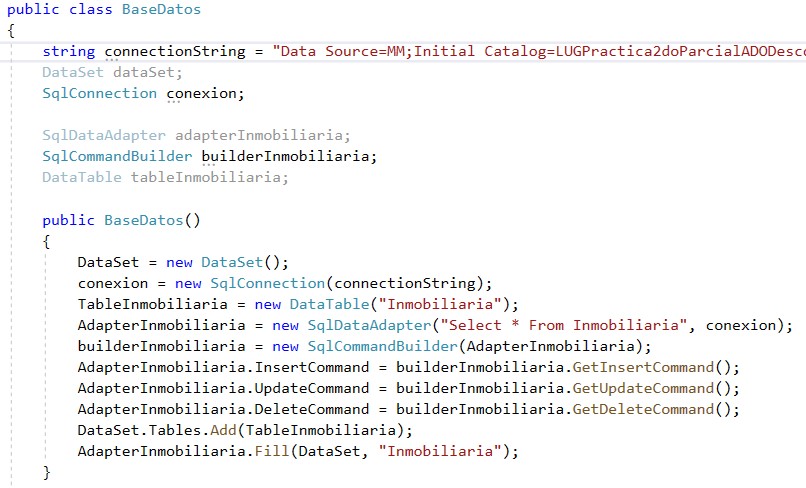 public class BaseDatos
{
string connectionString = "Data Source=MM;Initial Catalog=LUGPractica2doParcialADODesco
DataSet dataSet;
SqlConnection conexion;
SqlDataAdapter adapterInmobiliaria;
SqlCommandBuilder builderInmobiliaria;
DataTable tableInmobiliaria;
public BaseDatos()
{
DataSet = new DataSet();
conexion = new SqlConnection(connectionString);
TableInmobiliaria = new DataTable("Inmobiliaria");
AdapterInmobiliaria = new SqlDataAdapter("Select * From Inmobiliaria", conexion);
builderInmobiliaria = new SqlCommandBuilder(AdapterInmobiliaria);
AdapterInmobiliaria.InsertCommand = builderInmobiliaria.GetInsertCommand();
AdapterInmobiliaria.UpdateCommand = builderInmobiliaria.GetUpdateCommand();
AdapterInmobiliaria.DeleteCommand = builderInmobiliaria.GetDeleteCommand();
DataSet.Tables.Add(TableInmobiliaria);
AdapterInmobiliaria.Fill(DataSet, "Inmobiliaria");
}